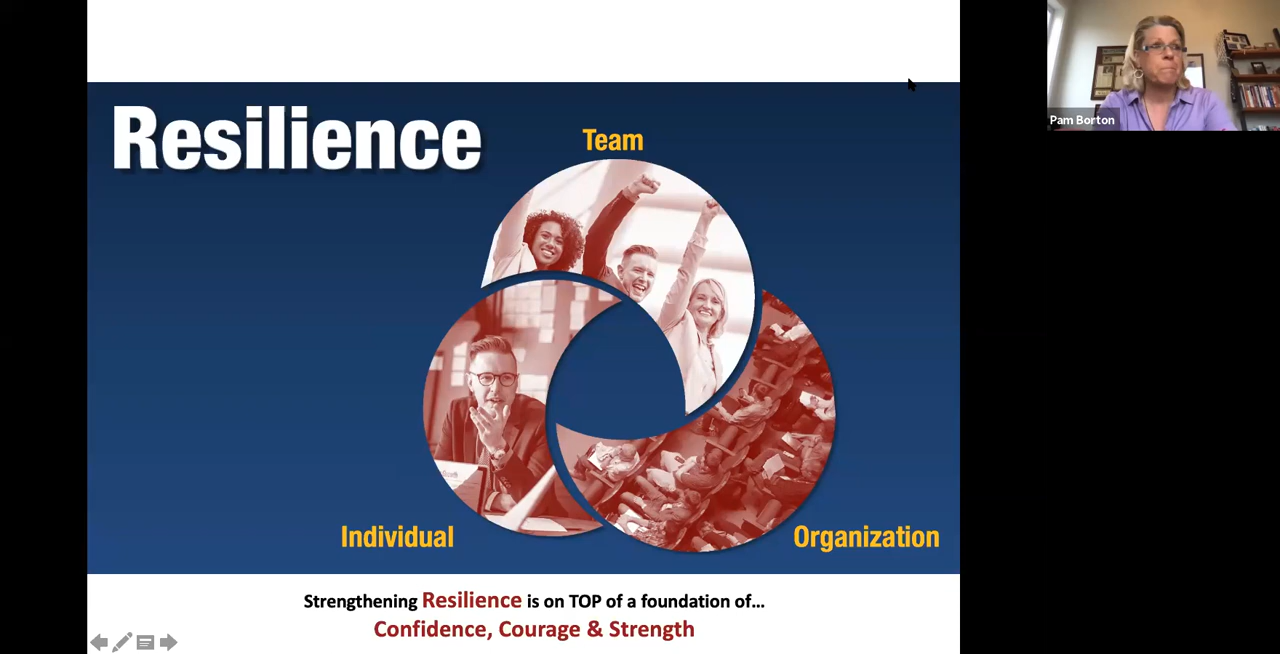 Resilience
Team
Individual
Organization
Strengthening Resilience is on TOP of a foundation of...
Confidence, Courage & Strength
Pam Borton